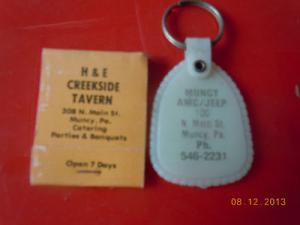 H & E
CREEKSIDE
TAVERN
308 N. Main St.
Muncy, Pa.
Catering
Parties & Banquets
Open 7 Days
MUNCY
AMC/JEEP
100
N. Main St.
Muncy, Pa.
Ph.
546-2231
08.12.2013